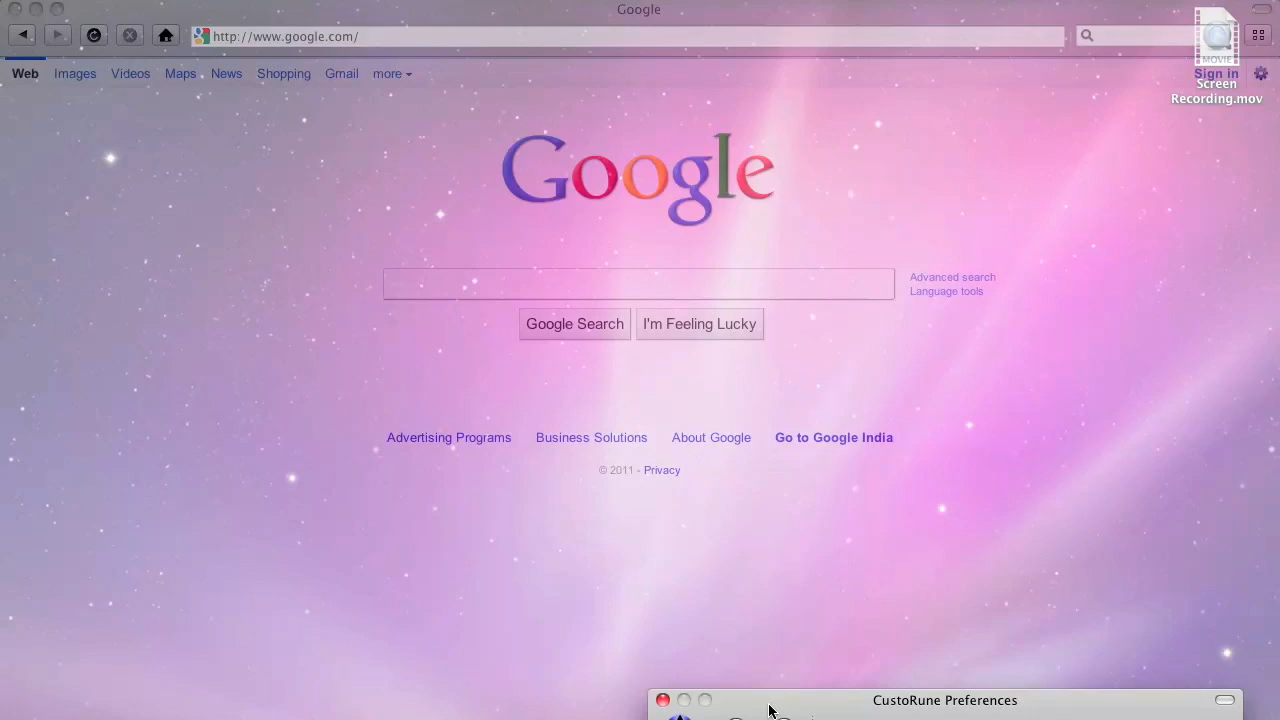 Google
http://www.google.com/
MOVIE
Screen
Recording.mov
Web Images Videos Maps News Shopping Gmail more
Sign in
Google
Advanced search
Language tools
Google Search
I'm Feeling Lucky
Advertising Programs Business Solutions About Google Go to Google India
© 2011 - Privacy
CustoRune Preferences